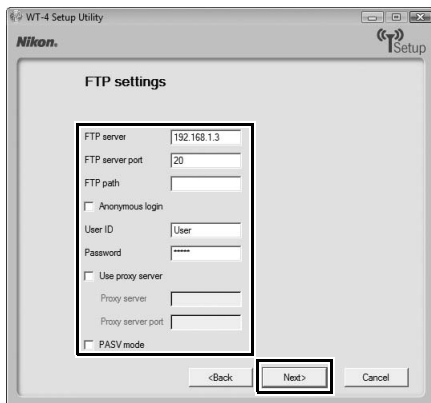 WT-4 Setup Utility
Nikon.
Setup
FTP settings
FTP server 192.168.1.3
FTP server port 20
FTP path
Anonymous login
User ID User
Password *****
Use proxy server
Proxy server
Proxy server port
PASV mode
<Back Next> Cancel